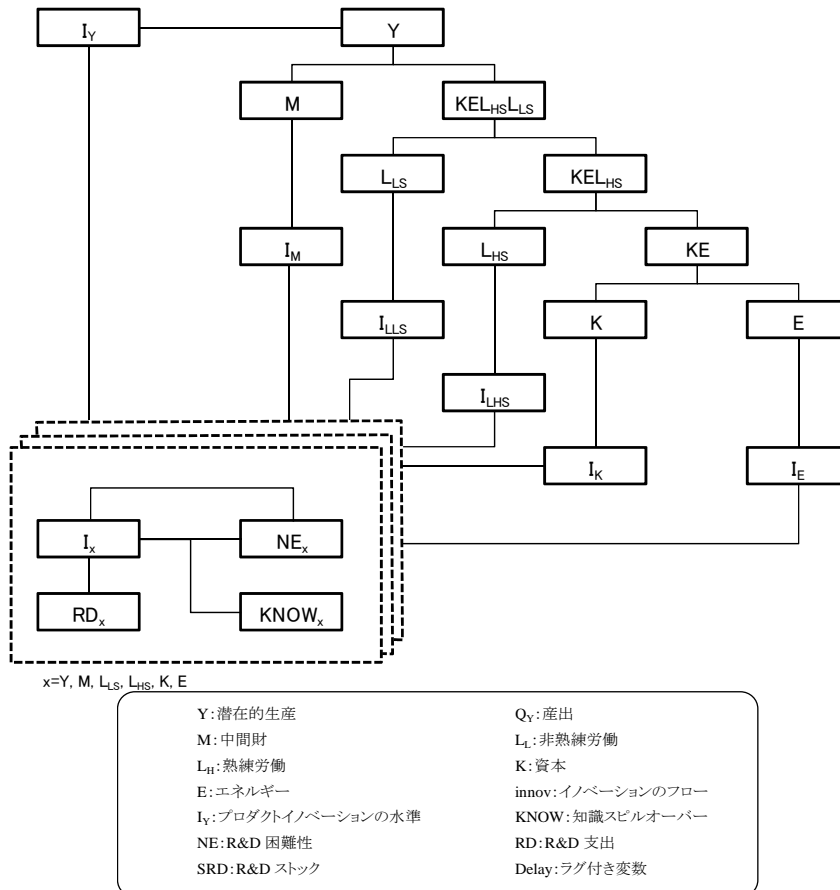 I_Y Y
M KEL_HSL_LS
L_LS KEL_HS
I_M L_HS KE
I_LLS K E
I_LHS
I_K I_E
I_x NE_x
RD_x KNOW_x
x=Y, M, L_LS, L_HS, K, E
Y:潜在的生産 Q_Y:産出
M:中間財 L_L:非熟練労働
L_H:熟練労働 K:資本
E:エネルギー innov:イノベーションのフロー
I_Y:プロダクトイノベーションの水準 KNOW:知識スピルオーバー
NE:R&D 困難性 RD:R&D 支出
SRD:R&D ストック Delay:ラグ付き変数